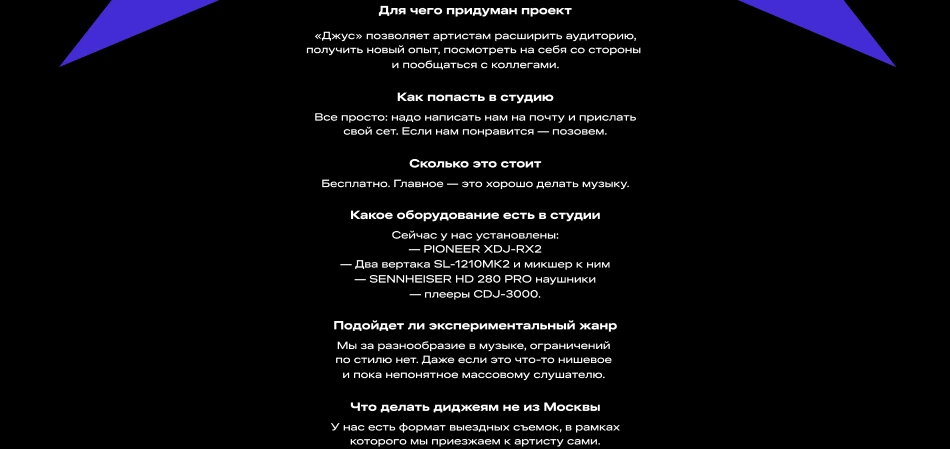 Для чего придуман проект
«Джус» позволяет артистам расширить аудиторию,
получить новый опыт, посмотреть на себя со стороны
и пообщаться с коллегами.
Как попасть в студию
Все просто: надо написать нам на почту и прислать
свой сет. Если нам понравится — позовем.
Сколько это стоит
Бесплатно. Главное — это хорошо делать музыку.
Какое оборудование есть в студии
Сейчас у нас установлены:
— PIONEER XDJ-RX2
— Два вертака SL-1210MK2 и микшер к ним
— SENNHEISER HD 280 PRO наушники
— плееры CDJ-3000.
Подойдет ли экспериментальный жанр
Мы за разнообразие в музыке, ограничений
по стилю нет. Даже если это что-то нишевое
и пока непонятное массовому слушателю.
Что делать диджеям не из Москвы
У нас есть формат выездных съемок, в рамках
которого мы приезжаем к артисту сами.